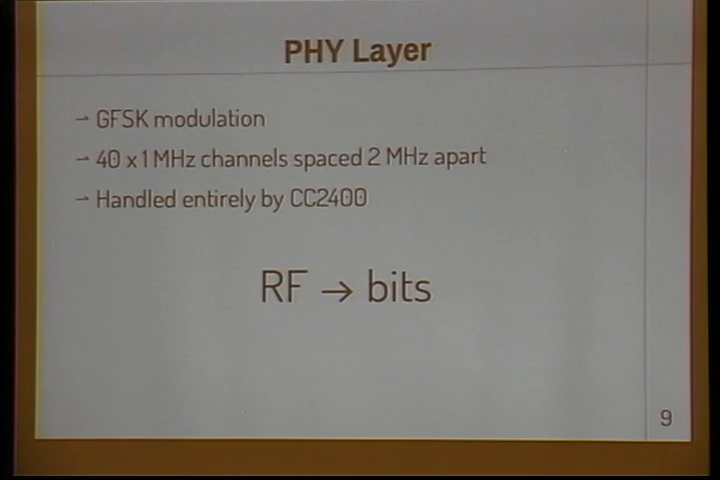 PHY Layer
→ GFSK modulation
→ 40 x 1 MHz channels spaced 2 MHz apart
→ Handled entirely by CC2400
RF → bits
9